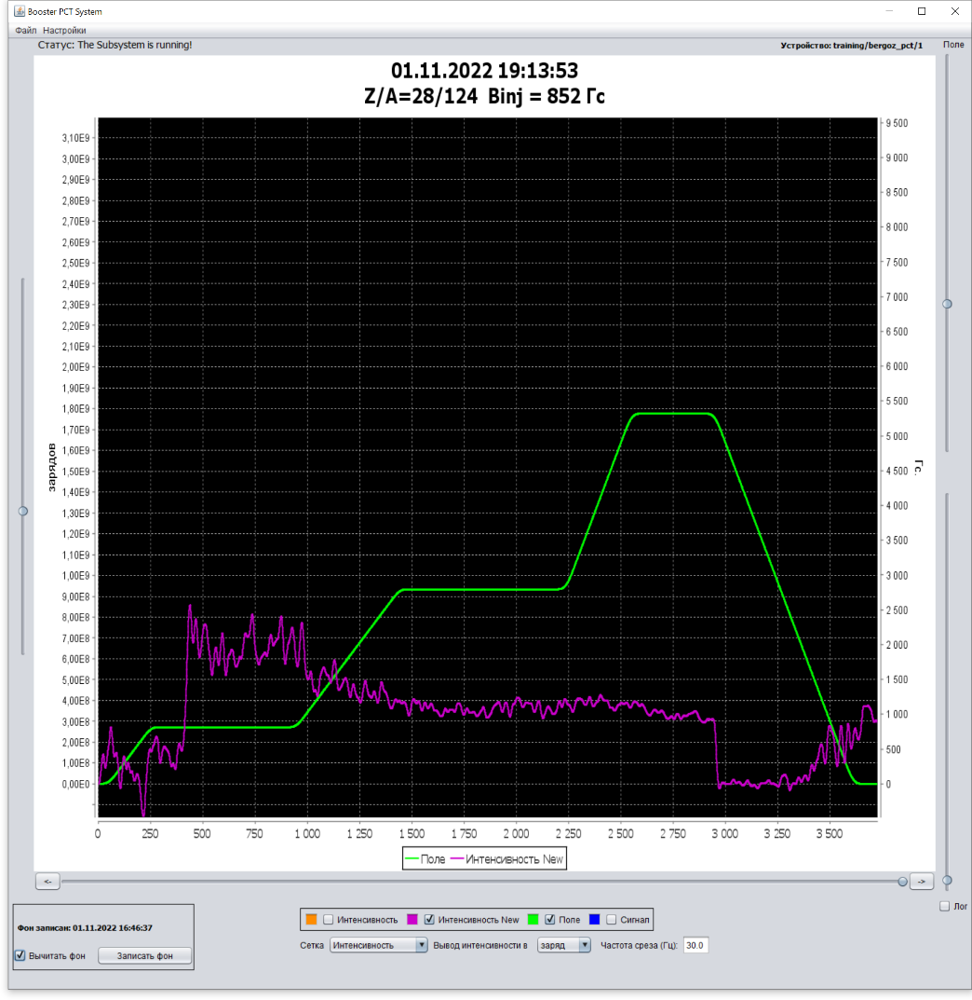 Booster PCT System
Файл Настройки
Статус: The Subsystem is running!
Устройство: training/bergoz_pct/1
Поле
01.11.2022 19:13:53
Z/A=28/124 Binj = 852 Гс
3,10E9
3,00E9
2,90E9
2,80E9
2,70E9
2,60E9
2,50E9
2,40E9
2,30E9
2,20E9
2,10E9
2,00E9
1,90E9
1,80E9
1,70E9
1,60E9
1,50E9
1,40E9
1,30E9
1,20E9
1,10E9
1,00E9
9,00E8
8,00E8
7,00E8
6,00E8
5,00E8
4,00E8
3,00E8
2,00E8
1,00E8
0,00E0
зарядов
9 500
9 000
8 500
8 000
7 500
7 000
6 500
6 000
5 500
5 000
4 500
4 000
3 500
3 000
2 500
2 000
1 500
1 000
500
0
Гс.
0 250 500 750 1 000 1 250 1 500 1 750 2 000 2 250 2 500 2 750 3 000 3 250 3 500
Поле Интенсивность New
<-
->
Лог
Фон записан: 01.11.2022 16:46:37
Вычитать фон Записать фон
Интенсивность Интенсивность New Поле Сигнал
Сетка Интенсивность Вывод интенсивности в заряд Частота среза (Гц): 30.0